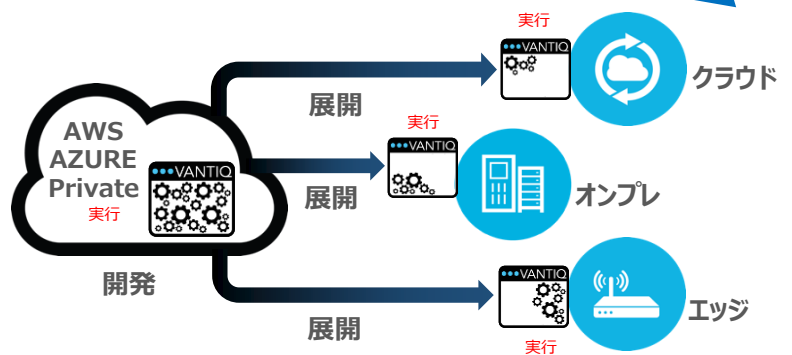 実行
VANTIQ
クラウド
展開
実行
VANTIQ
オンプレ
展開
AWS
AZURE
Private
実行
VANTIQ
開発
VANTIQ
エッジ
展開
実行